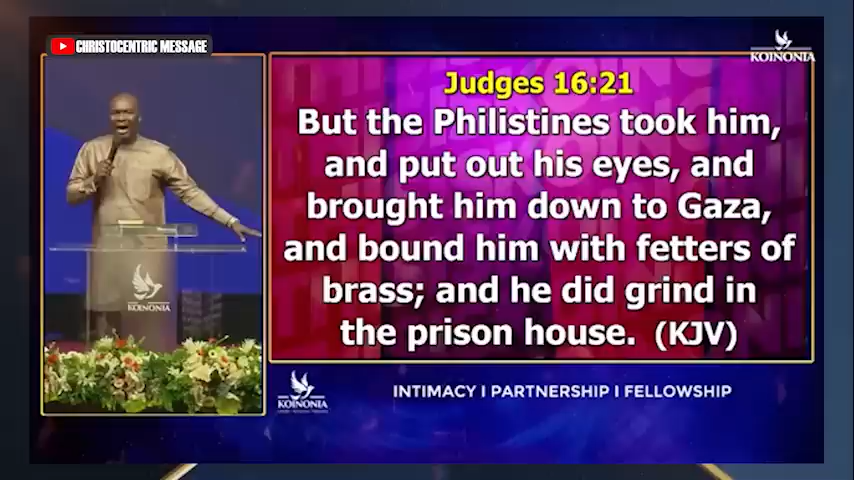 CHRISTOCENTRIC MESSAGE
KOINONIA
Judges 16:21
But the Philistines took him,
and put out his eyes, and
brought him down to Gaza,
and bound him with fetters of
brass; and he did grind in
the prison house. (KJV)
KOINONIA
KOINONIA
INTIMACY I PARTNERSHIP I FELLOWSHIP